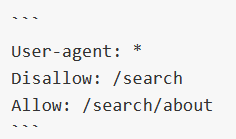 ```
User-agent: *
Disallow: /search
Allow: /search/about
```